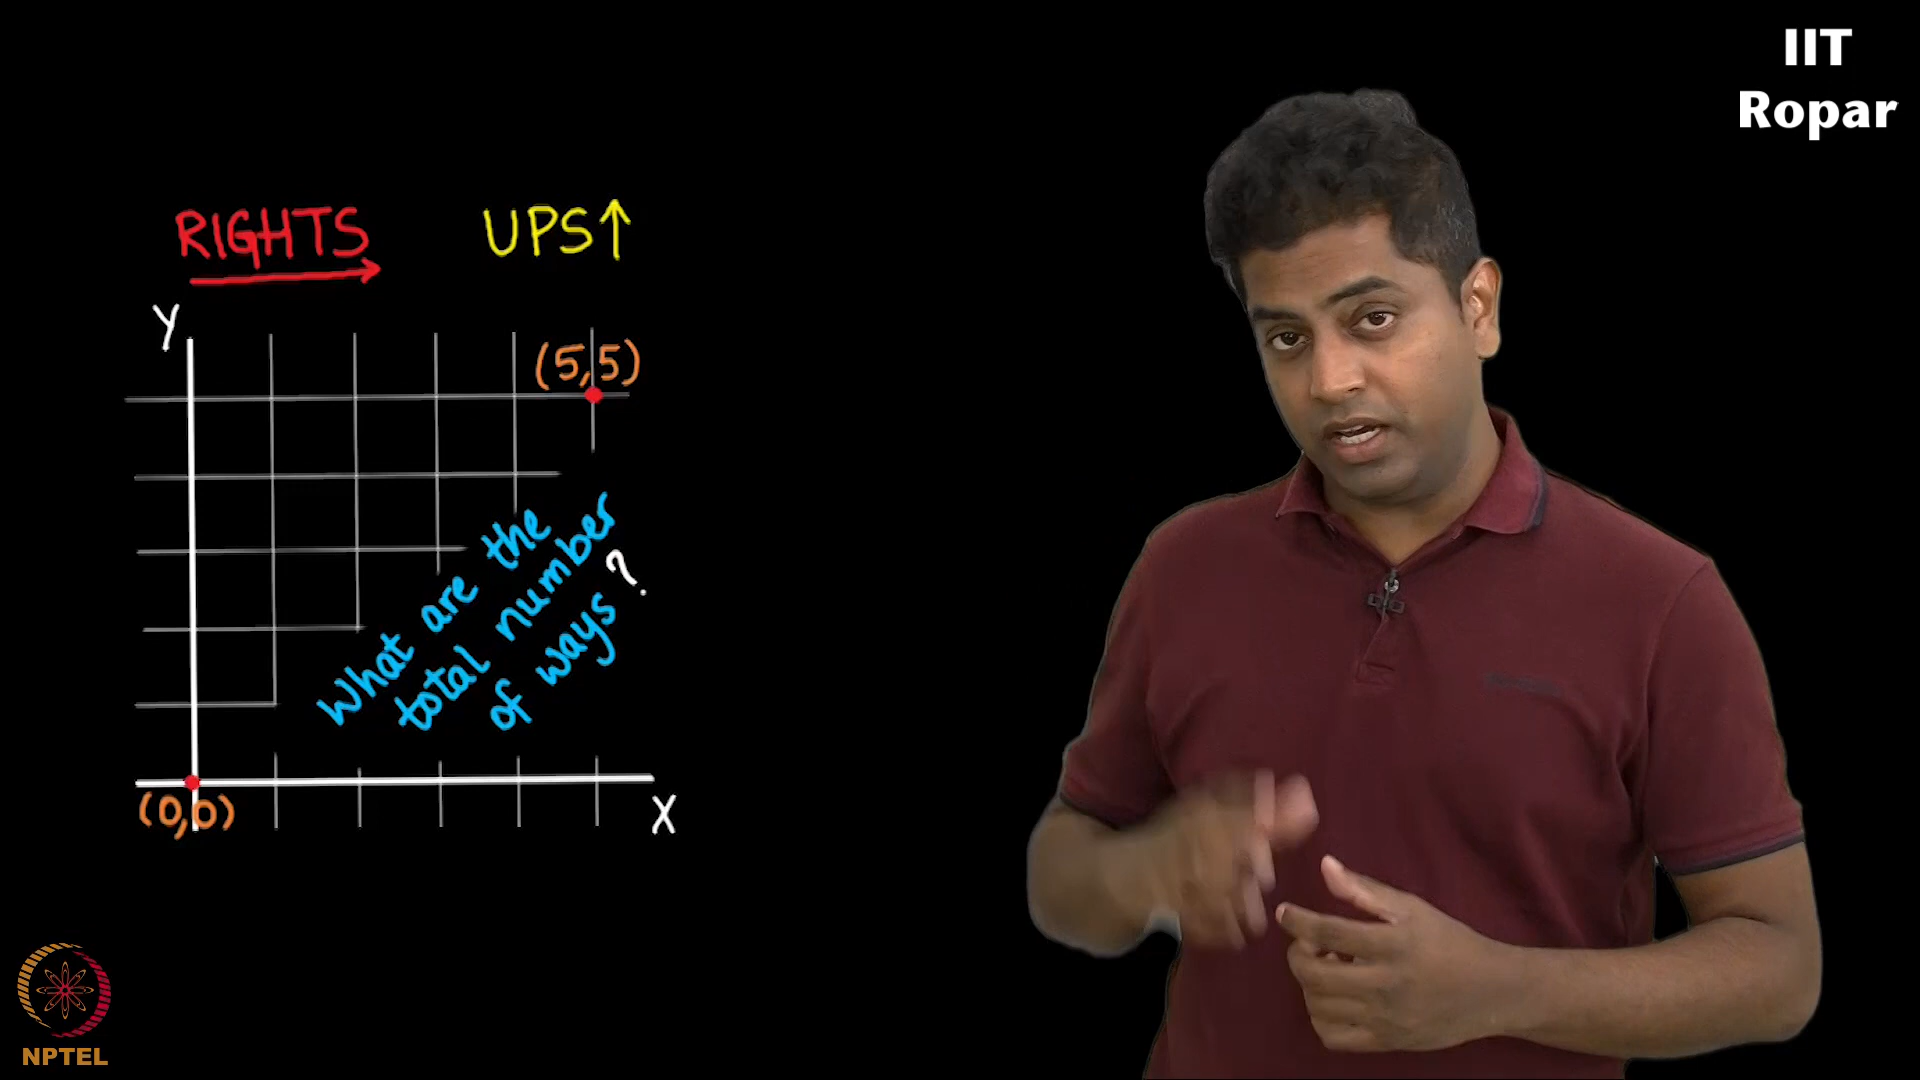 IIT
Ropar
RIGHTS UPS↑
Y
(5,5)
What are the
total number
of ways?
(0,0)
X
NPTEL